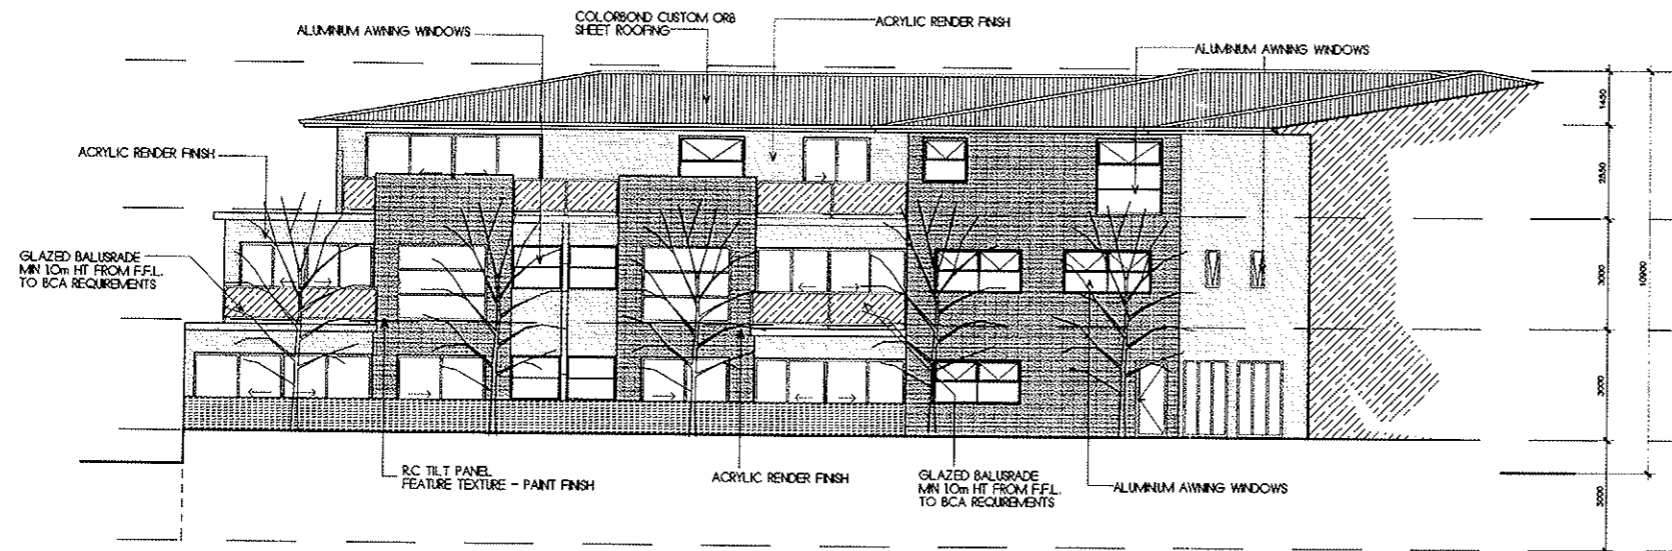 COLORBOND CUSTOM ORB
SHEET ROOFING
ACRYLIC RENDER FINISH
ALUMINIUM AWNING WINDOWS
ALUMINIUM AWNING WINDOWS
ACRYLIC RENDER FINISH
GLAZED BALUSRADE
MIN 1.0m HT FROM F.F.L.
TO BCA REQUIREMENTS
R.C TILT PANEL
FEATURE TEXTURE - PAINT FINISH
ACRYLIC RENDER FINISH
GLAZED BALUSRADE
MIN 1.0m HT FROM F.F.L.
TO BCA REQUIREMENTS
ALUMINIUM AWNING WINDOWS
1450
2550
3000
3000
3000
10900